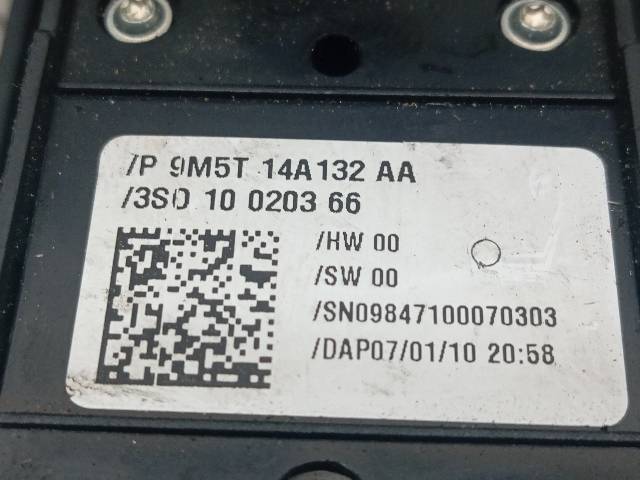 /P 9M5T 14A132 AA
/3S0 10 0203 66
/HW 00
/SW 00
/SN09847100070303
/DAP07/01/10 20:58